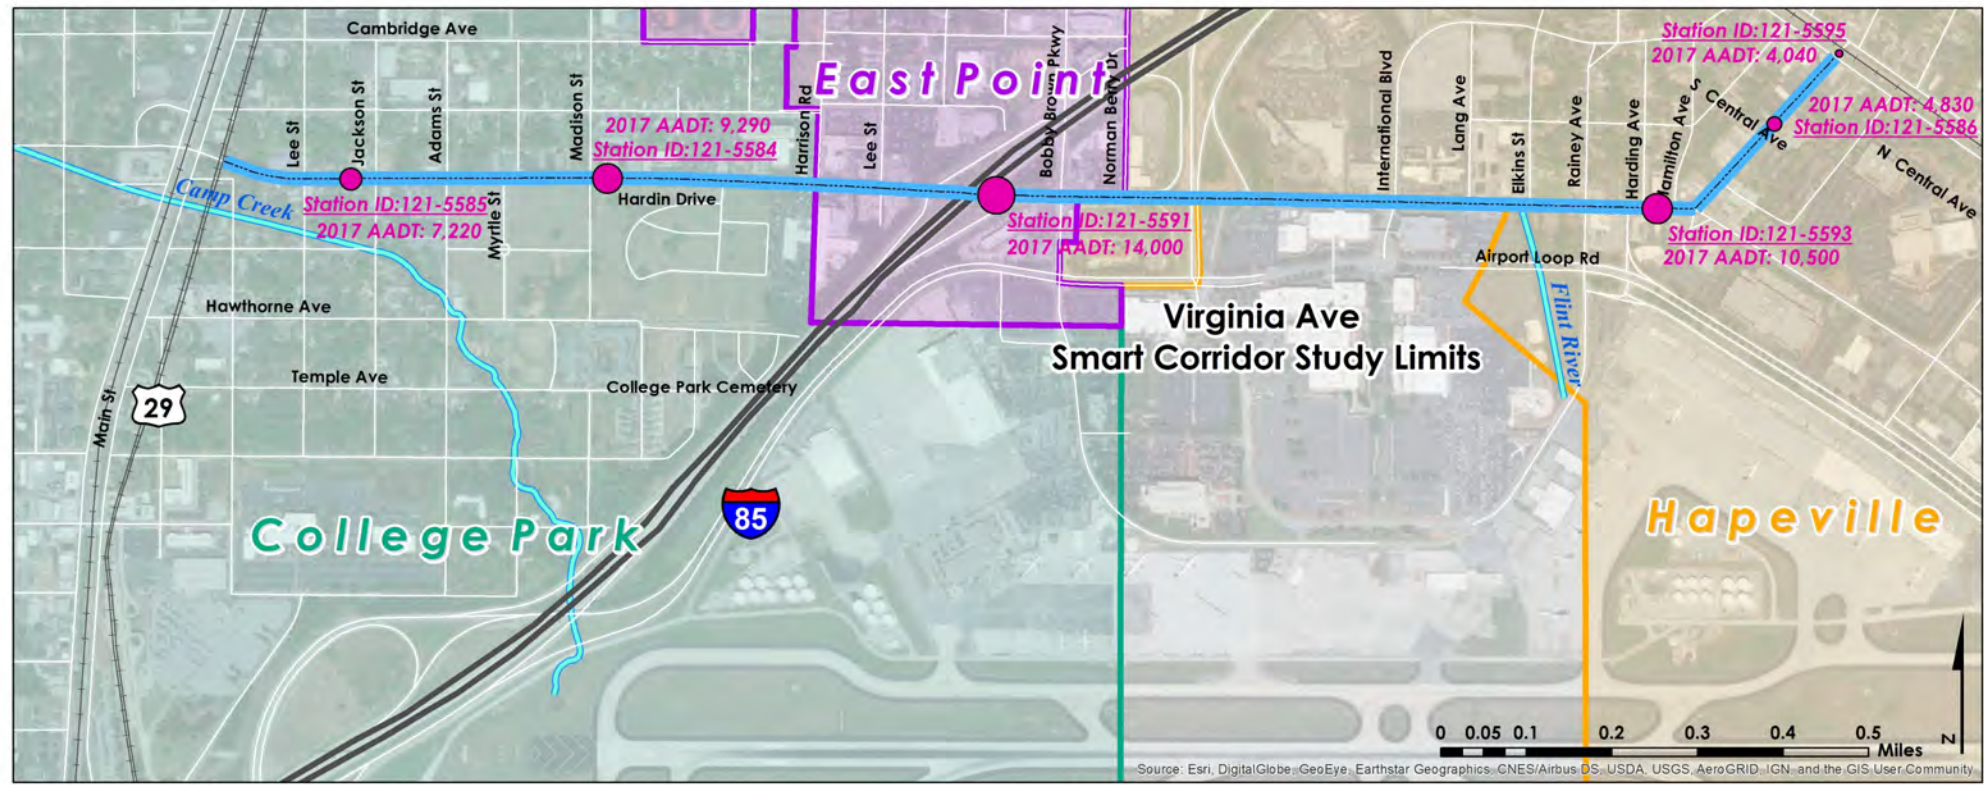 Cambridge Ave
Lee St
Jackson St
Adams St
Madison St
Harrison Rd
East Point
Lee St
Bobby Brown Pkwy
Norman Berry Dr
International Blvd
Lang Ave
Elkins St
Rainey Ave
Harding Ave
Hamilton Ave
Station ID:121-5595
2017 AADT: 4,040
S Central Ave
2017 AADT: 4,830
Station ID:121-5586
N Central Ave
2017 AADT: 9,290
Station ID:121-5584
Camp Creek
Station ID:121-5585
2017 AADT: 7,220
Myrtle St
Hardin Drive
Station ID:121-5591
2017 AADT: 14,000
Station ID:121-5593
2017 AADT: 10,500
Airport Loop Rd
Flint River
Hawthorne Ave
Virginia Ave
Smart Corridor Study Limits
Temple Ave
College Park Cemetery
Main St
29
85
College Park
Hapeville
0 0.05 0.1 0.2 0.3 0.4 0.5
Miles
N
Source: Esri, DigitalGlobe, GeoEye, Earthstar Geographics, CNES/Airbus DS, USDA, USGS, AeroGRID, IGN, and the GIS User Community